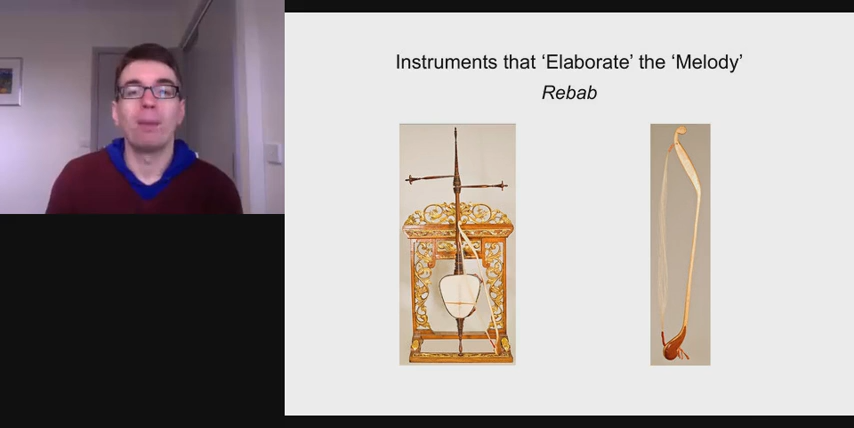 Instruments that ‘Elaborate’ the ‘Melody’
Rebab